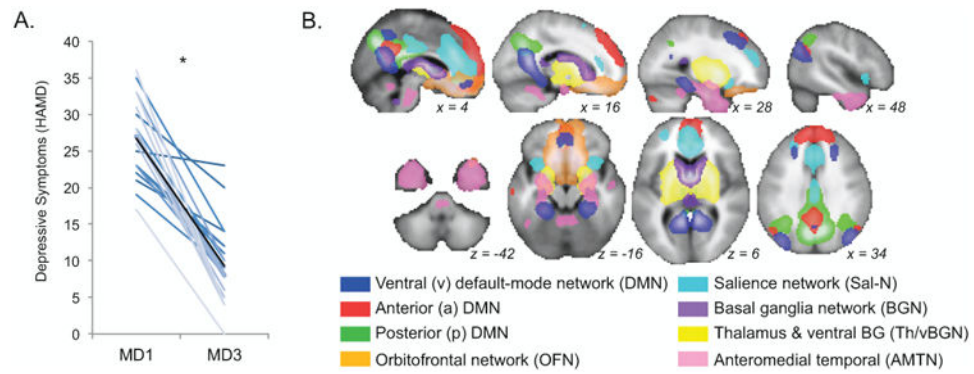 A.
B.
*
Depressive Symptoms (HAMD)
40
35
30
25
20
15
10
5
0
MD1 MD3
x = 4 x = 16 x = 28 x = 48
z = -42 z = -16 z = 6 x = 34
Ventral (v) default-mode network (DMN)
Anterior (a) DMN
Posterior (p) DMN
Orbitofrontal network (OFN)
Salience network (Sal-N)
Basal ganglia network (BGN)
Thalamus & ventral BG (Th/vBGN)
Anteromedial temporal (AMTN)